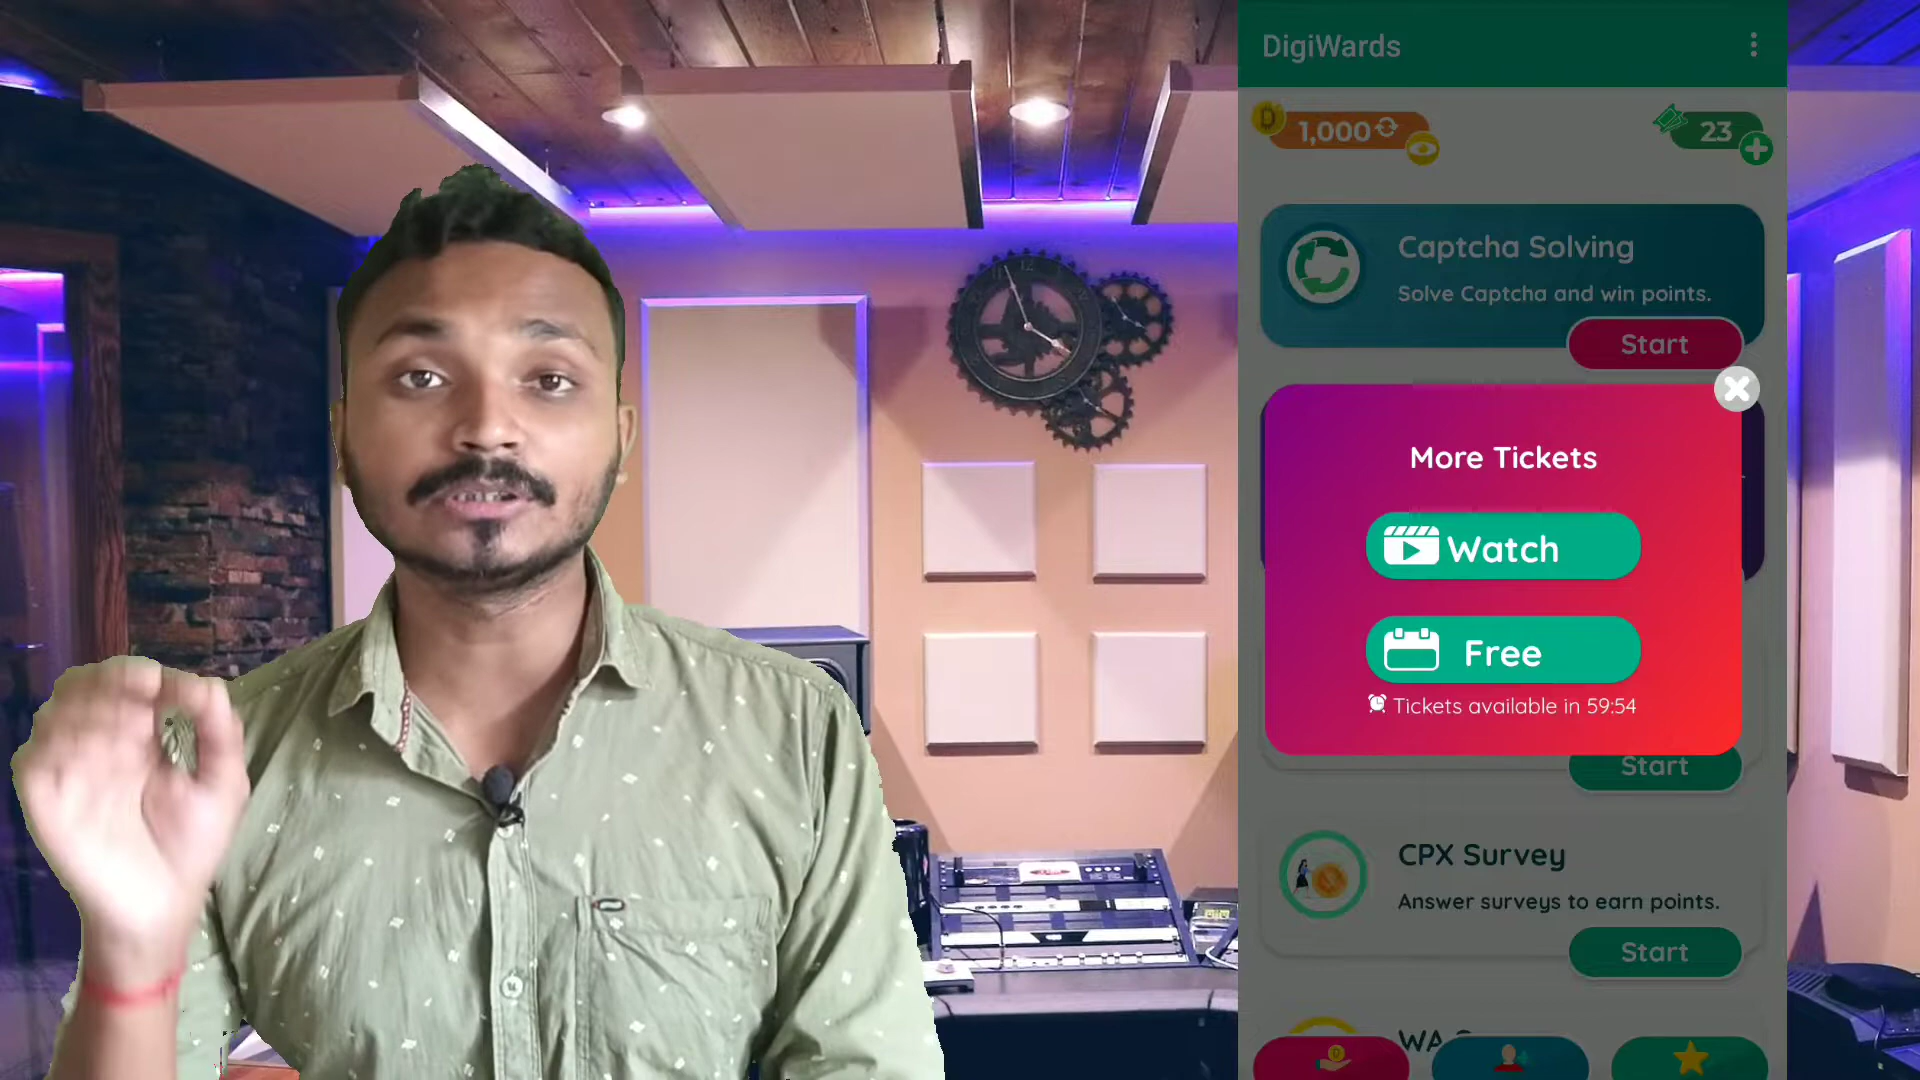 DigiWards
1,000
23
Captcha Solving
Solve Captcha and win points.
Start
More Tickets
Watch
Free
Tickets available in 59:54
Start
CPX Survey
Answer surveys to earn points.
Start
WA